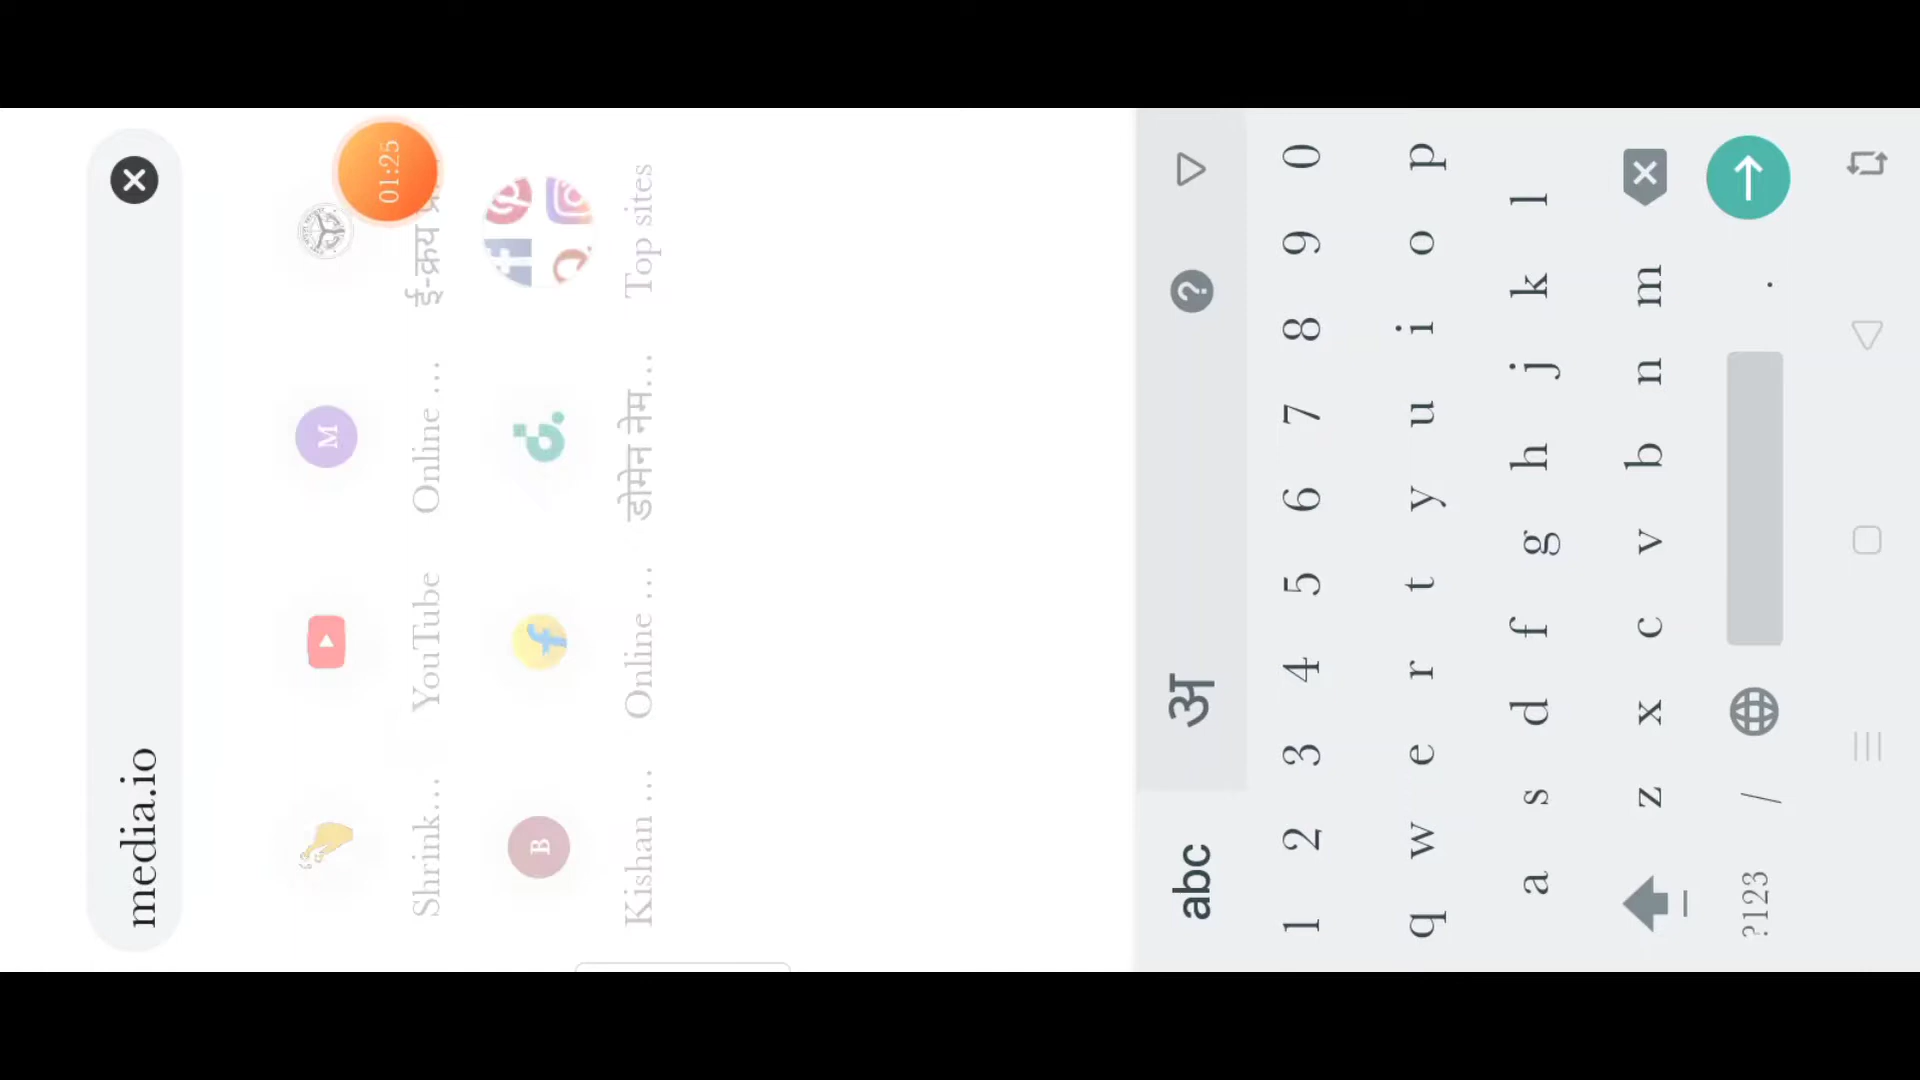 media.io
01:25
Shrink...
YouTube
Online ...
ई-क्रय
Kishan ...
Online ...
डोमेन नेम...
Top sites
abc
अ
1 2 3 4 5 6 7 8 9 0
q w e r t y u i o p
a s d f g h j k l
z x c v b n m
?123 / .